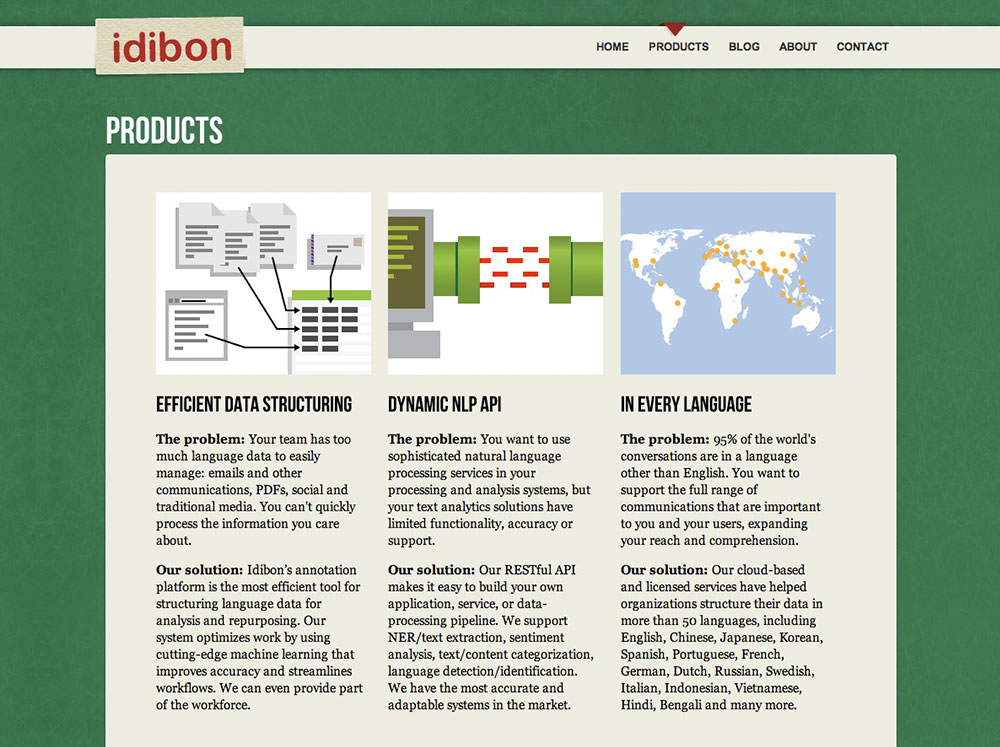 idibon
HOME PRODUCTS BLOG ABOUT CONTACT
PRODUCTS
EFFICIENT DATA STRUCTURING
The problem: Your team has too
much language data to easily
manage: emails and other
communications, PDFs, social and
traditional media. You can't quickly
process the information you care
about.
Our solution: Idibon's annotation
platform is the most efficient tool for
structuring language data for
analysis and repurposing. Our
system optimizes work by using
cutting-edge machine learning that
improves accuracy and streamlines
workflows. We can even provide part
of the workforce.
DYNAMIC NLP API
The problem: You want to use
sophisticated natural language
processing services in your
processing and analysis systems, but
your text analytics solutions have
limited functionality, accuracy or
support.
Our solution: Our RESTful API
makes it easy to build your own
application, service, or data-
processing pipeline. We support
NER/text extraction, sentiment
analysis, text/content categorization,
language detection/identification.
We have the most accurate and
adaptable systems in the market.
IN EVERY LANGUAGE
The problem: 95% of the world's
conversations are in a language
other than English. You want to
support the full range of
communications that are important
to you and your users, expanding
your reach and comprehension.
Our solution: Our cloud-based
and licensed services have helped
organizations structure their data in
more than 50 languages, including
English, Chinese, Japanese, Korean,
Spanish, Portuguese, French,
German, Dutch, Russian, Swedish,
Italian, Indonesian, Vietnamese,
Hindi, Bengali and many more.